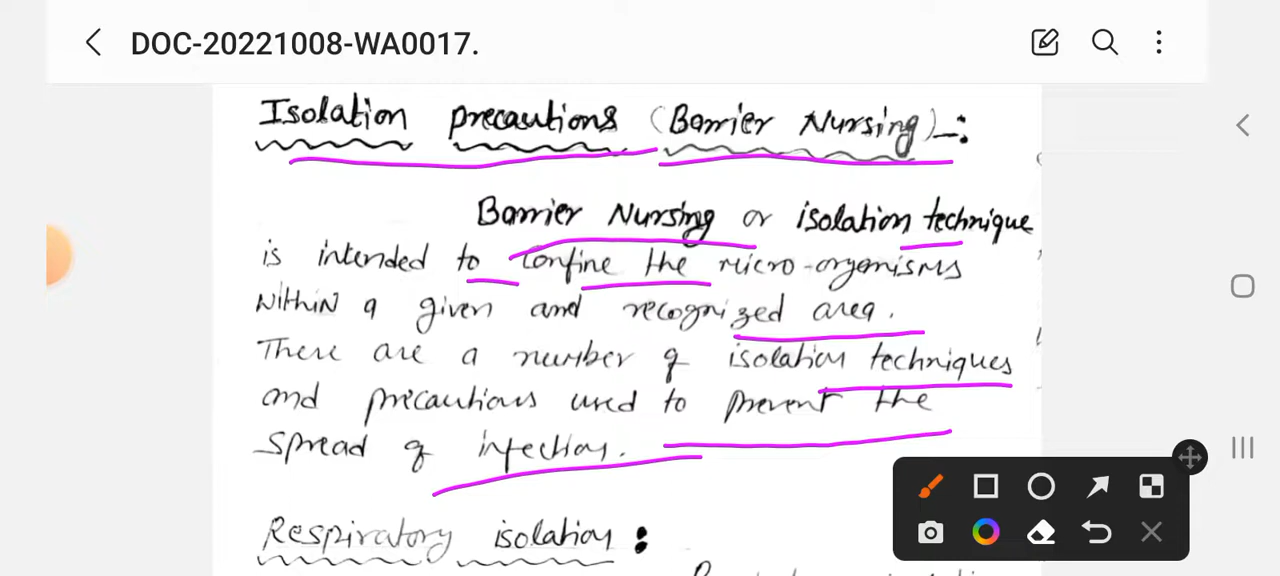 DOC-20221008-WA0017.
Isolation precautions (Barrier Nursing) -:
Barrier Nursing or isolation technique
is intended to confine the micro-organisms
within a given and recognized area.
There are a number of isolation techniques
and precautions used to prevent the
spread of infection.
Respiratory isolation :